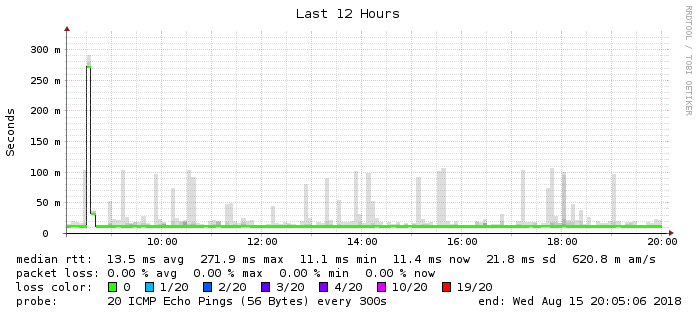 Last 12 Hours
RRDTOOL / TOBI OETIKER
Seconds
300 m
250 m
200 m
150 m
100 m
50 m
0
10:00 12:00 14:00 16:00 18:00 20:00
median rtt: 13.5 ms avg 271.9 ms max 11.1 ms min 11.4 ms now 21.8 ms sd 620.8 m am/s
packet loss: 0.00 % avg 0.00 % max 0.00 % min 0.00 % now
loss color: 0 1/20 2/20 3/20 4/20 10/20 19/20
probe: 20 ICMP Echo Pings (56 Bytes) every 300s end: Wed Aug 15 20:05:06 2018